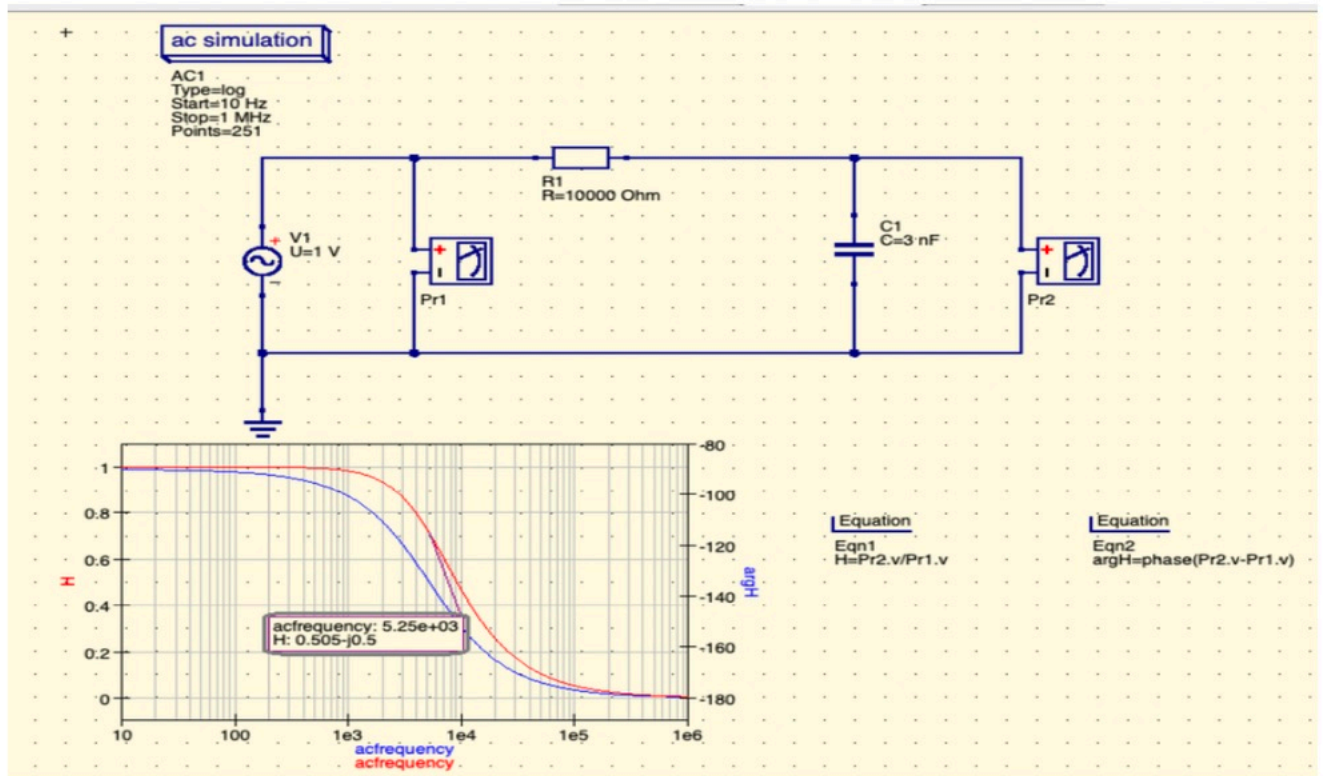 ac simulation
AC1
Type=log
Start=10 Hz
Stop=1 MHz
Points=251
R1
R=10000 Ohm
V1
U=1 V
Pr1
C1
C=3 nF
Pr2
-80
1
-100
0.8
-120
0.6
H
argH
-140
0.4
acfrequency: 5.25e+03
H: 0.505-j0.5
-160
0.2
0
-180
10
100
1e3
1e4
1e5
1e6
acfrequency
acfrequency
Equation
Eqn1
H=Pr2.v/Pr1.v
Equation
Eqn2
argH=phase(Pr2.v-Pr1.v)